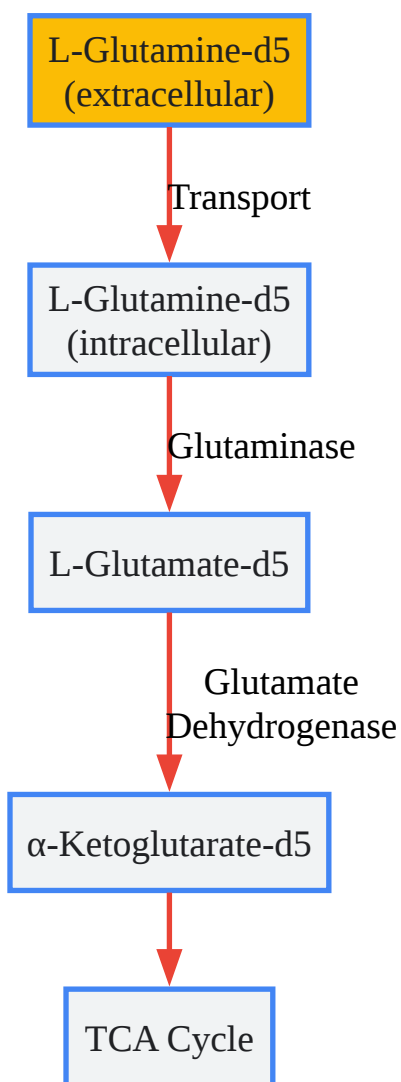 L-Glutamine-d5
(extracellular)
Transport
L-Glutamine-d5
(intracellular)
Glutaminase
L-Glutamate-d5
Glutamate
Dehydrogenase
α-Ketoglutarate-d5
TCA Cycle